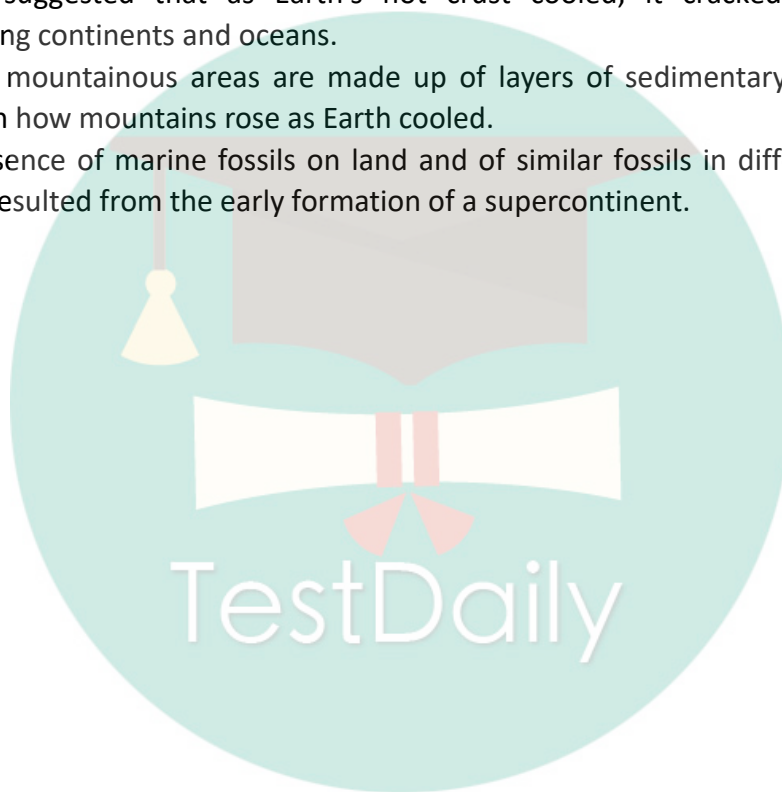 suggested that as Earth's hot crust cooled, it cracked
ng continents and oceans.
mountainous areas are made up of layers of sedimentary
how mountains rose as Earth cooled.
sence of marine fossils on land and of similar fossils in diff
esulted from the early formation of a supercontinent.
TestDaily